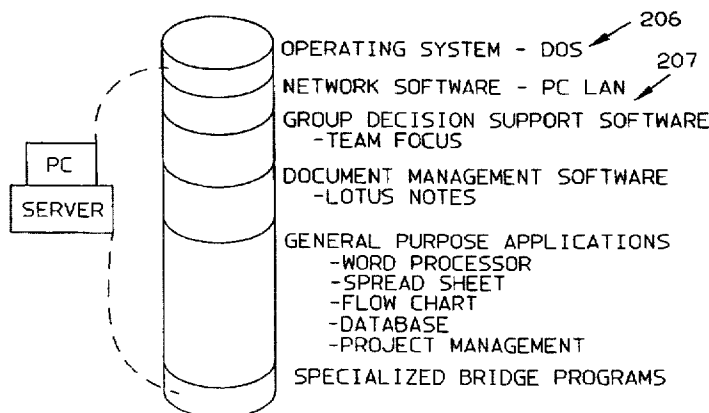 206
OPERATING SYSTEM - DOS
207
NETWORK SOFTWARE - PC LAN
GROUP DECISION SUPPORT SOFTWARE
-TEAM FOCUS
PC
SERVER
DOCUMENT MANAGEMENT SOFTWARE
-LOTUS NOTES
GENERAL PURPOSE APPLICATIONS
-WORD PROCESSOR
-SPREAD SHEET
-FLOW CHART
-DATABASE
-PROJECT MANAGEMENT
SPECIALIZED BRIDGE PROGRAMS